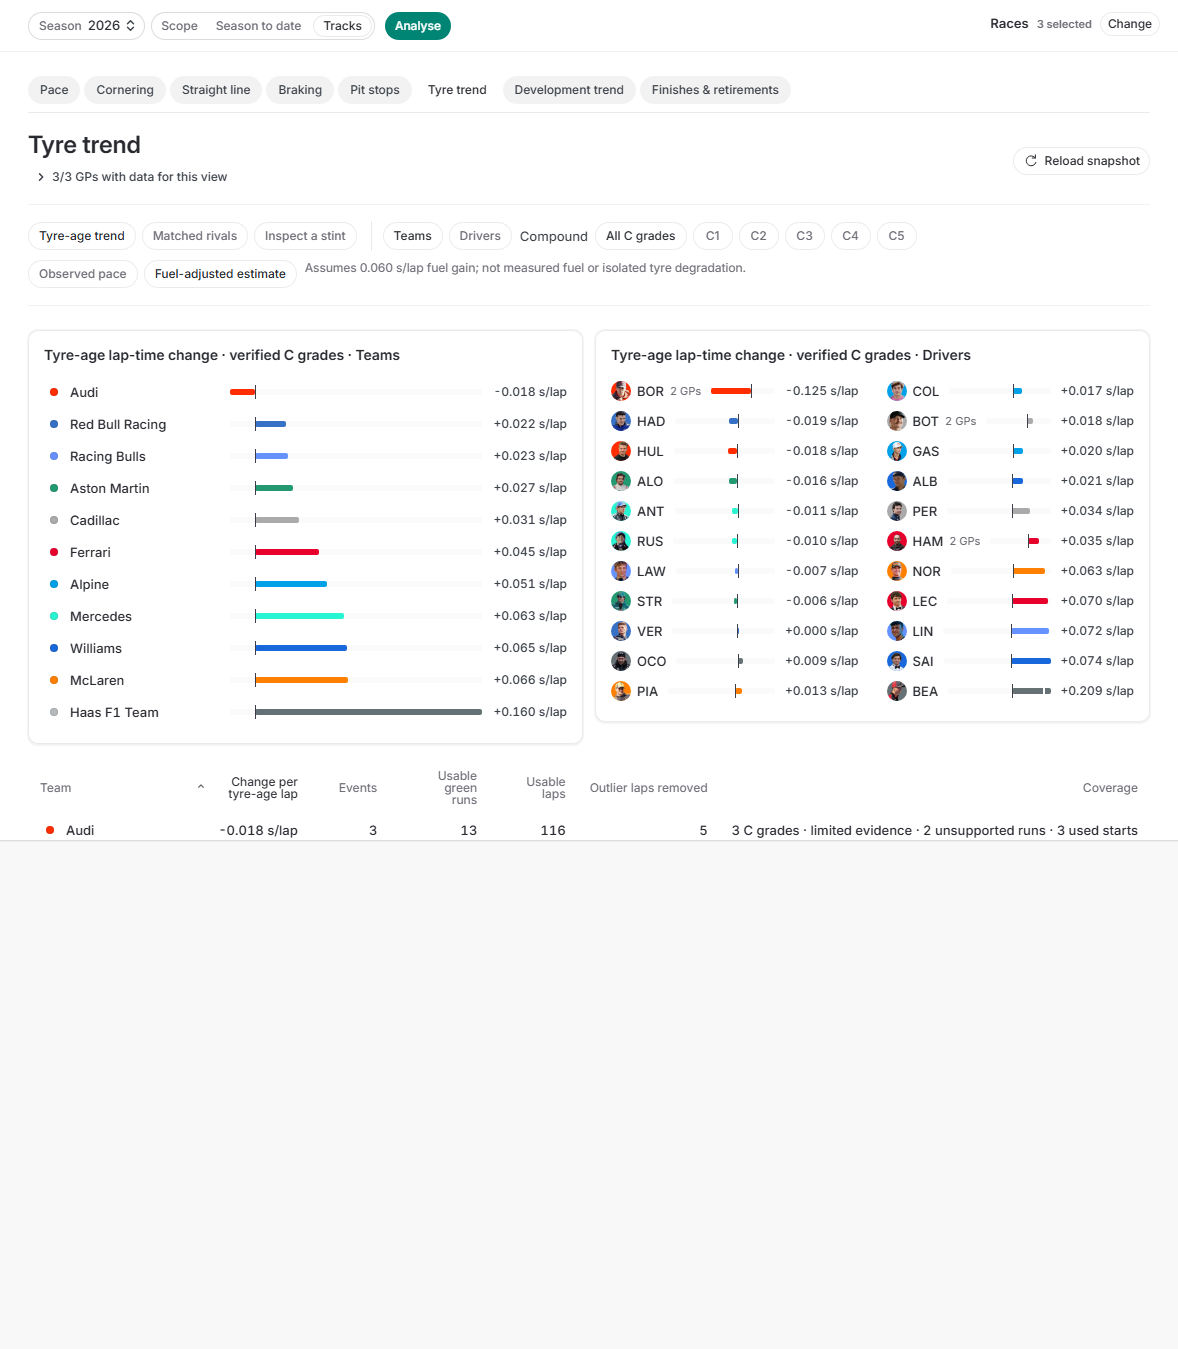 Season 2026 Scope Season to date Tracks Analyse Races 3 selected Change
Pace Cornering Straight line Braking Pit stops Tyre trend Development trend Finishes & retirements
Tyre trend
3/3 GPs with data for this view
Reload snapshot
Tyre-age trend Matched rivals Inspect a stint Teams Drivers Compound All C grades C1 C2 C3 C4 C5
Observed pace Fuel-adjusted estimate Assumes 0.060 s/lap fuel gain; not measured fuel or isolated tyre degradation.
Tyre-age lap-time change · verified C grades · Teams
Audi -0.018 s/lap
Red Bull Racing +0.022 s/lap
Racing Bulls +0.023 s/lap
Aston Martin +0.027 s/lap
Cadillac +0.031 s/lap
Ferrari +0.045 s/lap
Alpine +0.051 s/lap
Mercedes +0.063 s/lap
Williams +0.065 s/lap
McLaren +0.066 s/lap
Haas F1 Team +0.160 s/lap
Tyre-age lap-time change · verified C grades · Drivers
BOR 2 GPs -0.125 s/lap
HAD -0.019 s/lap
HUL -0.018 s/lap
ALO -0.016 s/lap
ANT -0.011 s/lap
RUS -0.010 s/lap
LAW -0.007 s/lap
STR -0.006 s/lap
VER +0.000 s/lap
OCO +0.009 s/lap
PIA +0.013 s/lap
COL +0.017 s/lap
BOT 2 GPs +0.018 s/lap
GAS +0.020 s/lap
ALB +0.021 s/lap
PER +0.034 s/lap
HAM 2 GPs +0.035 s/lap
NOR +0.063 s/lap
LEC +0.070 s/lap
LIN +0.072 s/lap
SAI +0.074 s/lap
BEA +0.209 s/lap
Team Change per tyre-age lap Events Usable green runs Usable laps Outlier laps removed Coverage
Audi -0.018 s/lap 3 13 116 5 3 C grades · limited evidence · 2 unsupported runs · 3 used starts